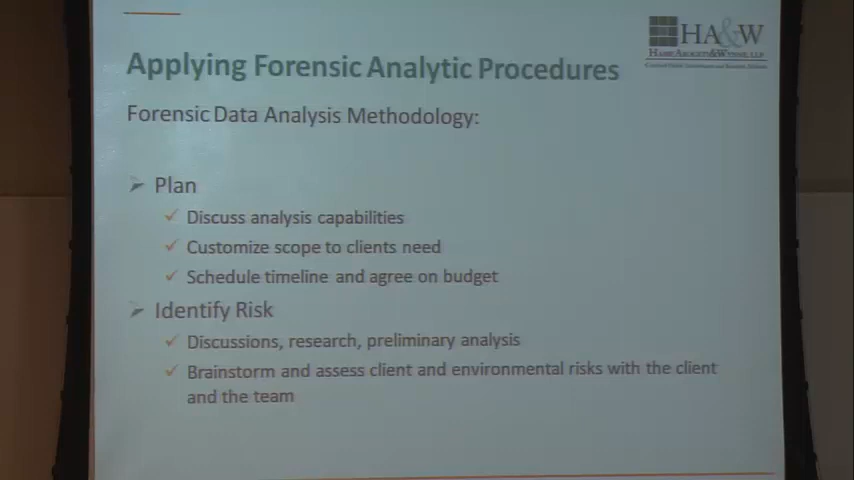 HA&W
Applying Forensic Analytic Procedures
Forensic Data Analysis Methodology:
Plan
Discuss analysis capabilities
Customize scope to clients need
Schedule timeline and agree on budget
Identify Risk
Discussions, research, preliminary analysis
Brainstorm and assess client and environmental risks with the client
and the team